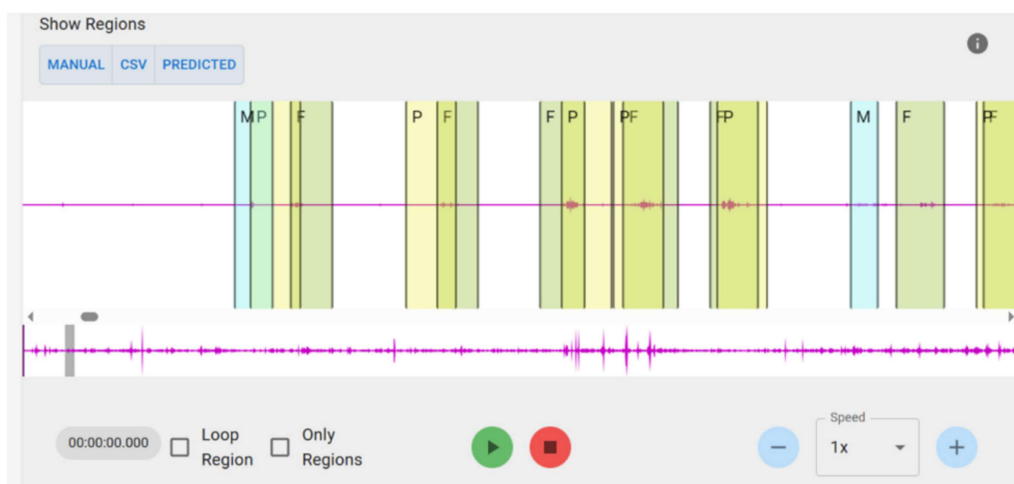 Show Regions
MANUAL CSV PREDICTED
M P F P F F P P F F P M F P F
00:00:00.000
Loop
Region
Only
Regions
Speed
1x